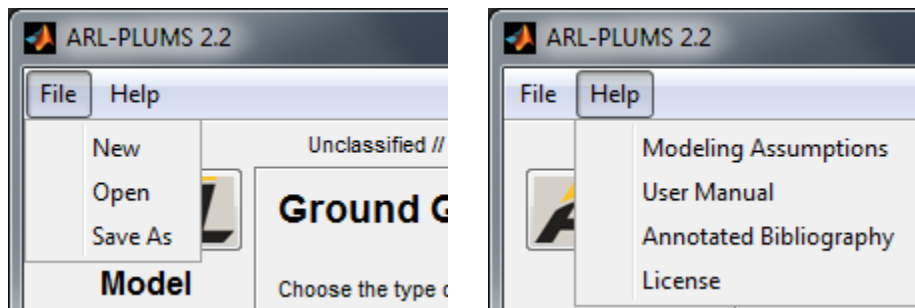 ARL-PLUMS 2.2
File Help
New
Open
Save As
Unclassified //
Ground
Model
Choose the type
ARL-PLUMS 2.2
File Help
Modeling Assumptions
User Manual
Annotated Bibliography
License